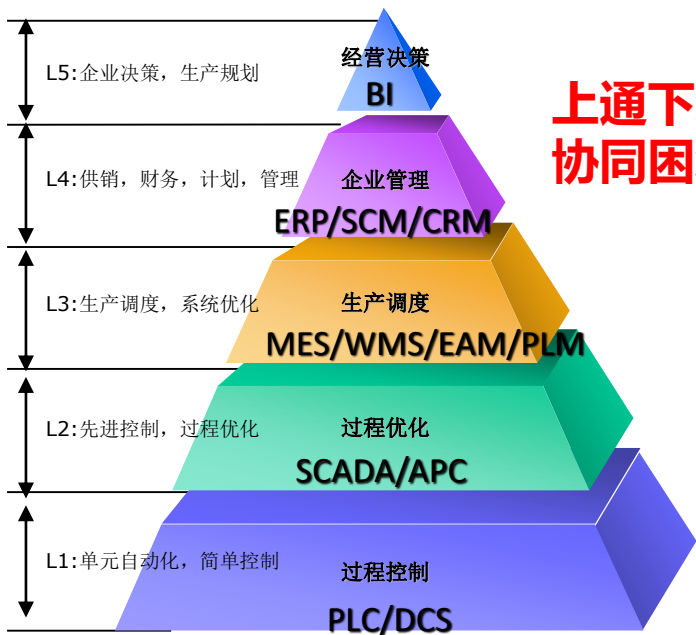 经营决策
BI
L5:企业决策，生产规划
上通下
协同困
L4:供销，财务，计划，管理
企业管理
ERP/SCM/CRM
L3:生产调度，系统优化
生产调度
MES/WMS/EAM/PLM
L2:先进控制，过程优化
过程优化
SCADA/APC
L1:单元自动化，简单控制
过程控制
PLC/DCS